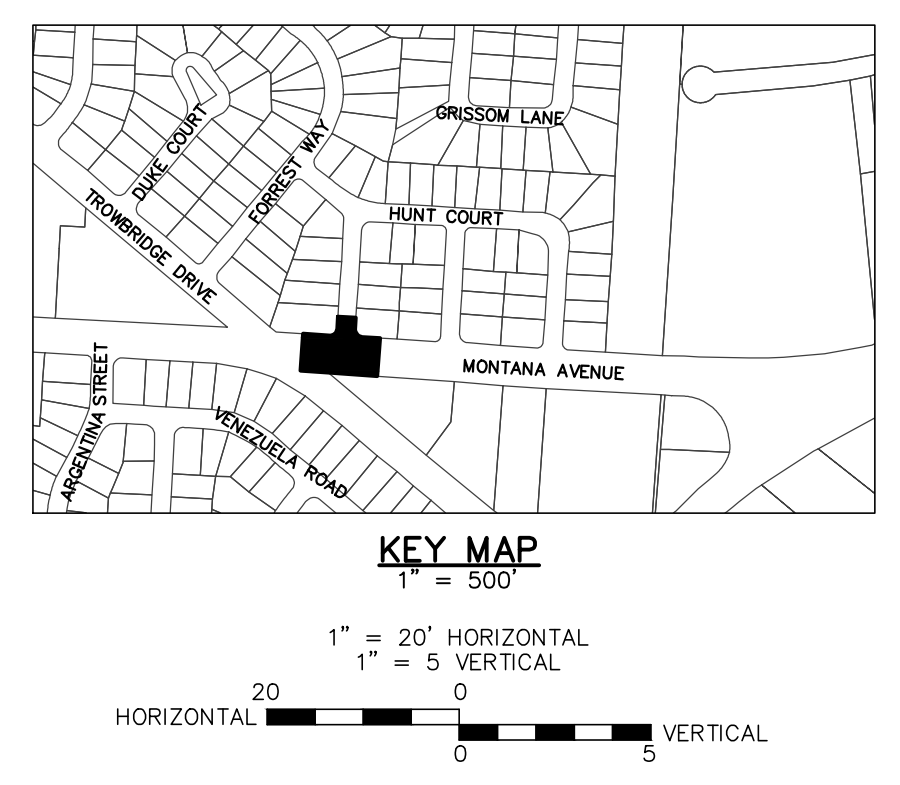 GRISSOM LANE
DUKE COURT
FORREST WAY
HUNT COURT
TROWBRIDGE DRIVE
MONTANA AVENUE
ARGENTINA STREET
VENEZUELA ROAD
KEY MAP
1" = 500'
1" = 20' HORIZONTAL
1" = 5 VERTICAL
20 0
HORIZONTAL VERTICAL
0 5